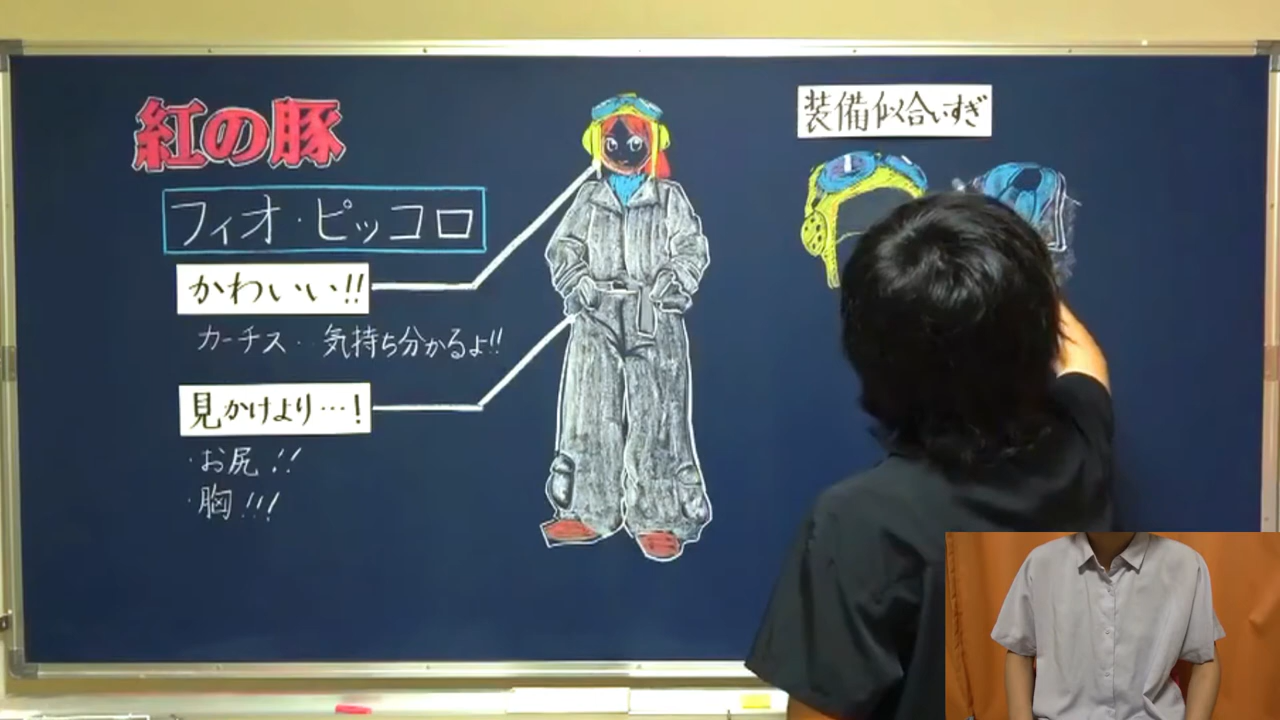 紅の豚
フィオ・ピッコロ
かわいい!!
カーチス…気持ち分かるよ!!
見かけより…!
・お尻!!
・胸!!!
装備似合いすぎ